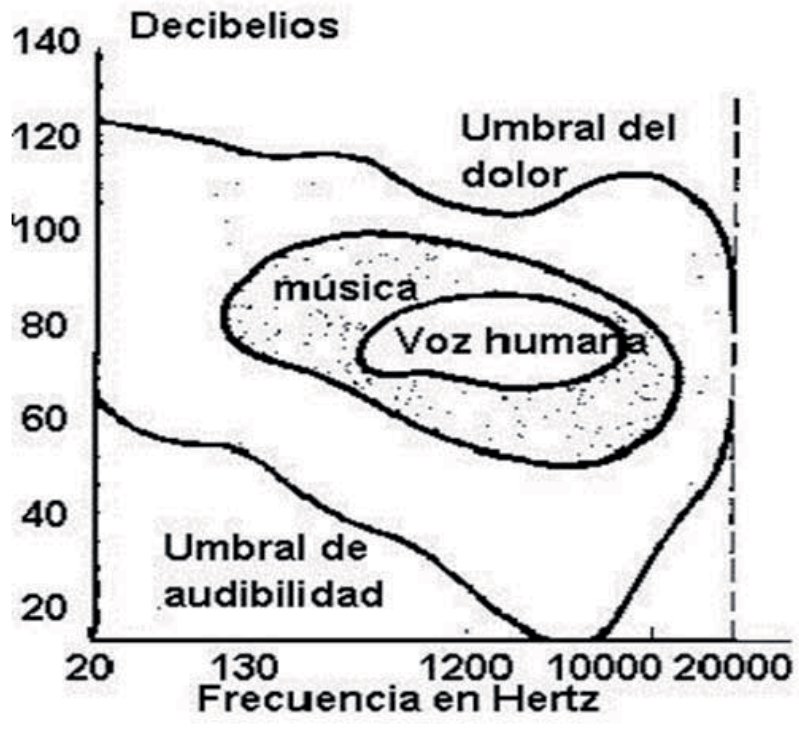 Decibelios
140
120
100
80
60
40
20
Umbral del
dolor
música
Voz humana
Umbral de
audibilidad
20 130 1200 10000 20000
Frecuencia en Hertz